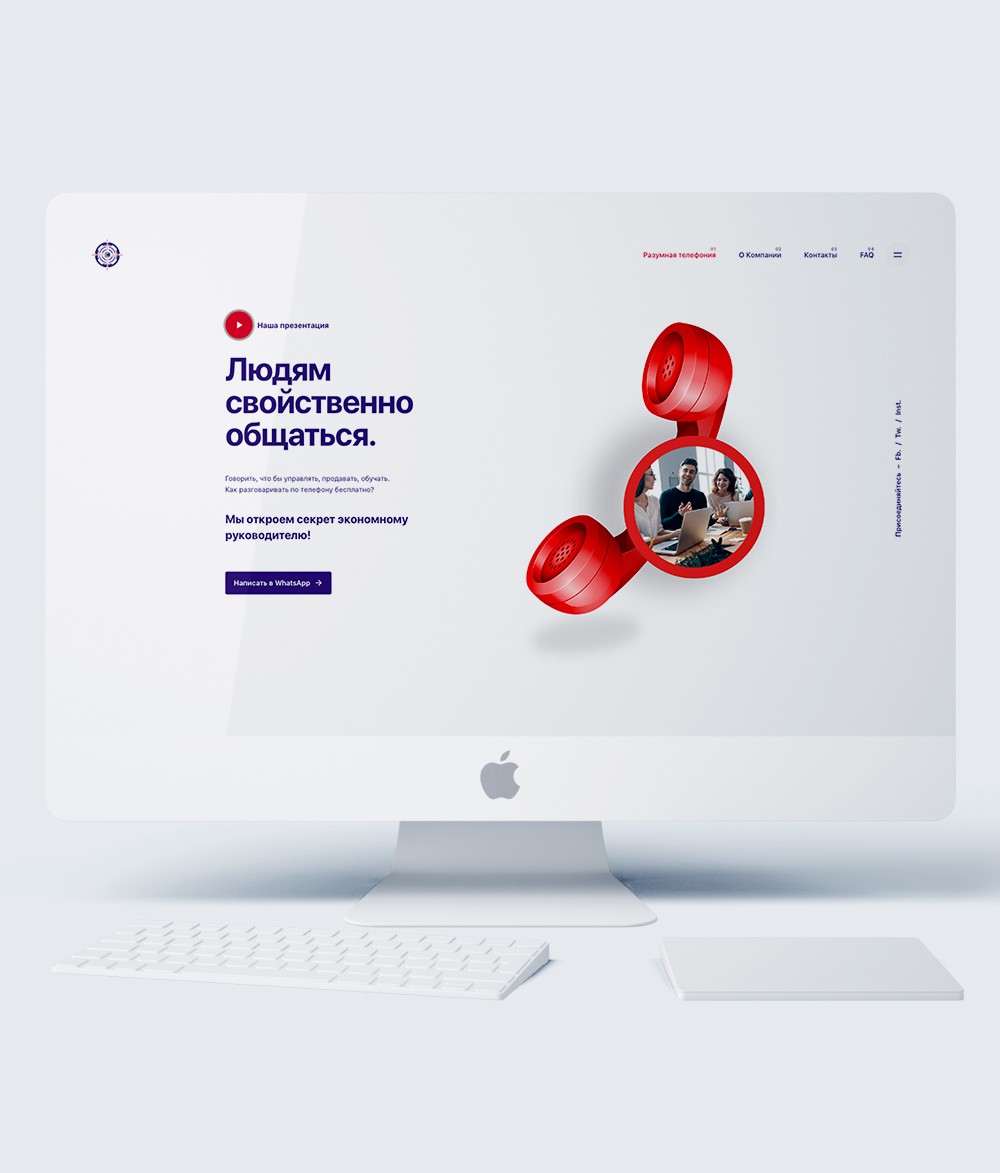 01
Разумная телефония
02
О Компании
03
Контакты
04
FAQ
Наша презентация
Людям
свойственно
общаться.
Говорить, что бы управлять, продавать, обучать.
Как разговаривать по телефону бесплатно?
Мы откроем секрет экономному
руководителю!
Написать в WhatsApp →
Присоединяйтесь – Fb. / Tw. / Inst.